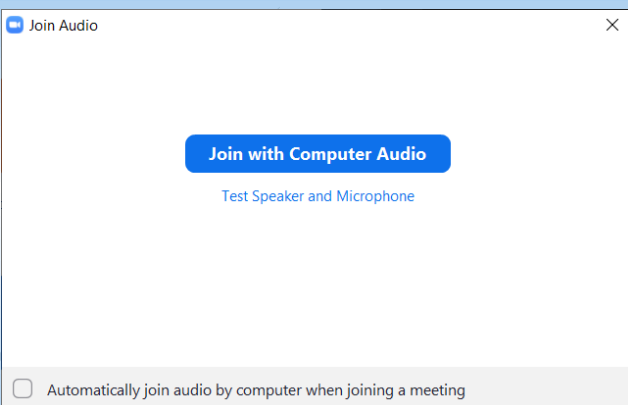 Join Audio
Join with Computer Audio
Test Speaker and Microphone
Automatically join audio by computer when joining a meeting